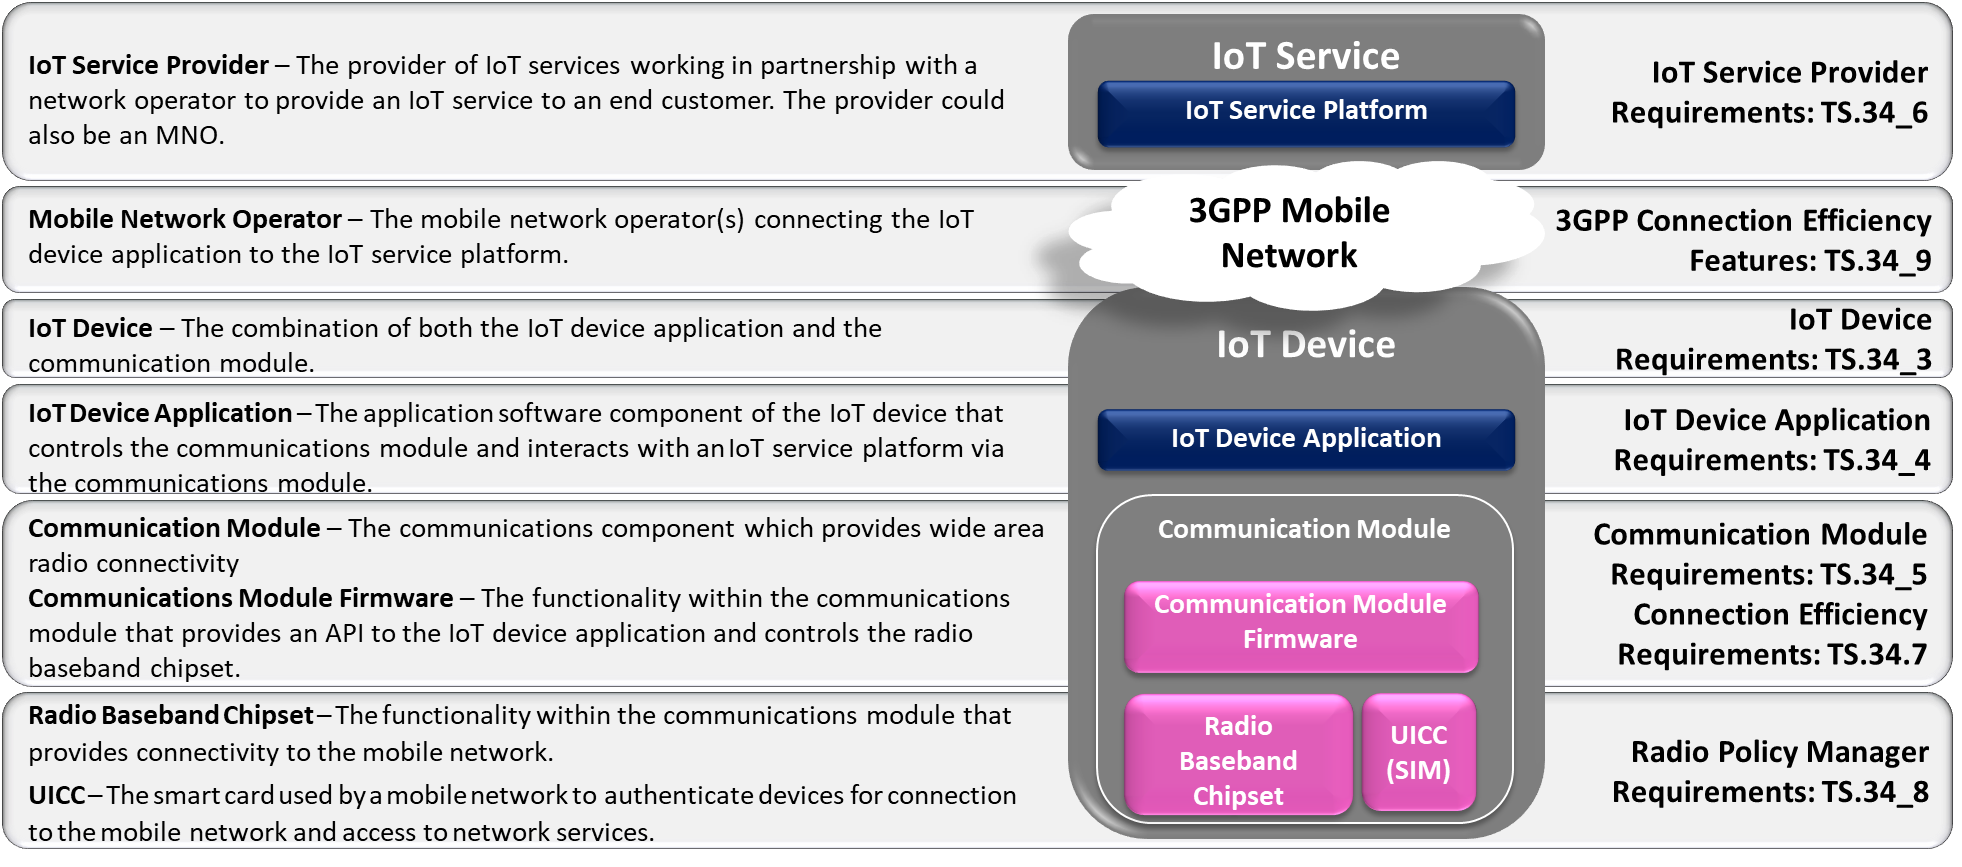 IoT Service Provider – The provider of IoT services working in partnership with a
network operator to provide an IoT service to an end customer. The provider could
also be an MNO.
IoT Service
IoT Service Platform
IoT Service Provider
Requirements: TS.34_6
Mobile Network Operator – The mobile network operator(s) connecting the IoT
device application to the IoT service platform.
3GPP Mobile
Network
3GPP Connection Efficiency
Features: TS.34_9
IoT Device – The combination of both the IoT device application and the
communication module.
IoT Device
IoT Device
Requirements: TS.34_3
IoT Device Application – The application software component of the IoT device that
controls the communications module and interacts with an IoT service platform via
the communications module.
IoT Device Application
IoT Device Application
Requirements: TS.34_4
Communication Module – The communications component which provides wide area
radio connectivity
Communications Module Firmware – The functionality within the communications
module that provides an API to the IoT device application and controls the radio
baseband chipset.
Communication Module
Communication Module
Firmware
Communication Module
Requirements: TS.34_5
Connection Efficiency
Requirements: TS.34.7
Radio Baseband Chipset – The functionality within the communications module that
provides connectivity to the mobile network.
UICC – The smart card used by a mobile network to authenticate devices for connection
to the mobile network and access to network services.
Radio
Baseband
Chipset
UICC
(SIM)
Radio Policy Manager
Requirements: TS.34_8